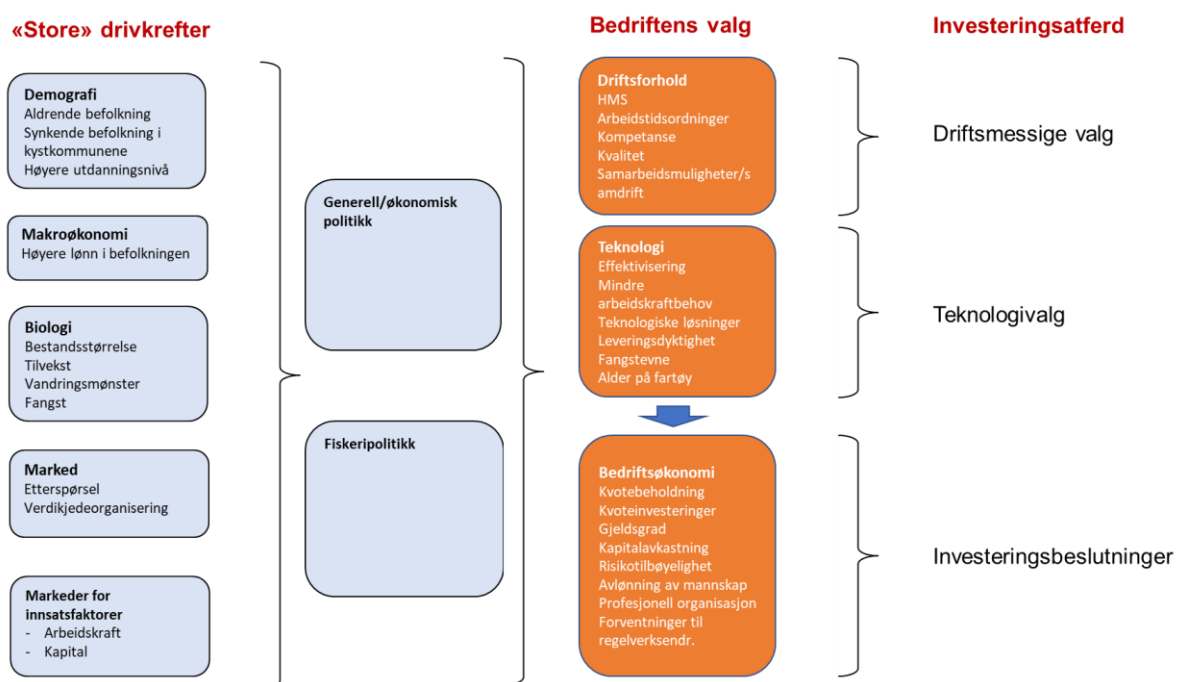 «Store» drivkrefter
Demografi
Aldrende befolkning
Synkende befolkning i
kystkommunene
Høyere utdanningsnivå
Makroøkonomi
Høyere lønn i befolkningen
Biologi
Bestandsstørrelse
Tilvekst
Vandringsmønster
Fangst
Marked
Etterspørsel
Verdikjedeorganisering
Markeder for
innsatsfaktorer
- Arbeidskraft
- Kapital
Generell/økonomisk
politikk
Fiskeripolitikk
Bedriftens valg
Driftsforhold
HMS
Arbeidstidsordninger
Kompetanse
Kvalitet
Samarbeidsmuligheter/s
amdrift
Teknologi
Effektivisering
Mindre
arbeidskraftbehov
Teknologiske løsninger
Leveringsdyktighet
Fangstevne
Alder på fartøy
Bedriftsøkonomi
Kvotebeholdning
Kvoteinvesteringer
Gjeldsgrad
Kapitalavkastning
Risikotilbøyelighet
Avlønning av mannskap
Profesjonell organisasjon
Forventninger til
regelverksendr.
Investeringsatferd
Driftsmessige valg
Teknologivalg
Investeringsbeslutninger